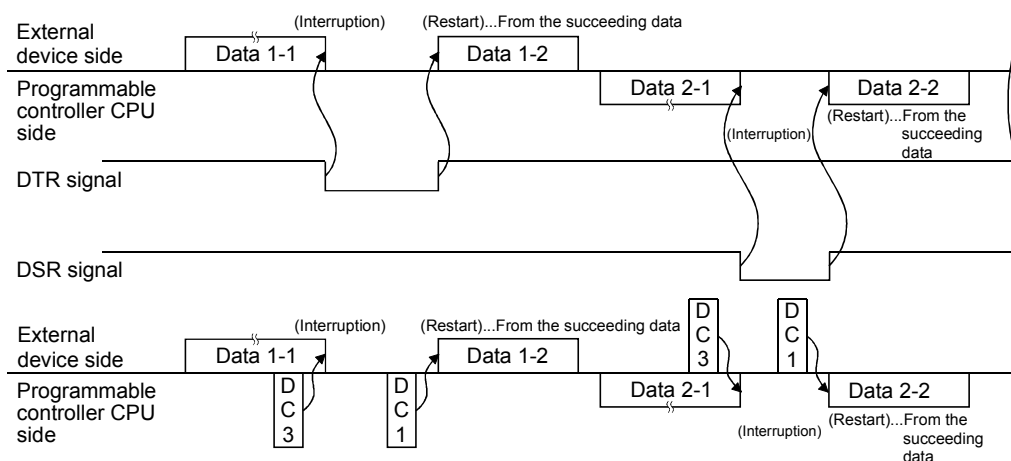 (Interruption)
(Restart)...From the succeeding data
External
device side
Data 1-1
Data 1-2
Programmable
controller CPU
side
Data 2-1
Data 2-2
(Interruption)
(Restart)...From the
succeeding
data
DTR signal
DSR signal
External
device side
(Interruption)
(Restart)...From the succeeding data
Data 1-1
Data 1-2
D
C
3
D
C
1
Programmable
controller CPU
side
D
C
3
D
C
1
Data 2-1
Data 2-2
(Interruption)
(Restart)...From the
succeeding
data